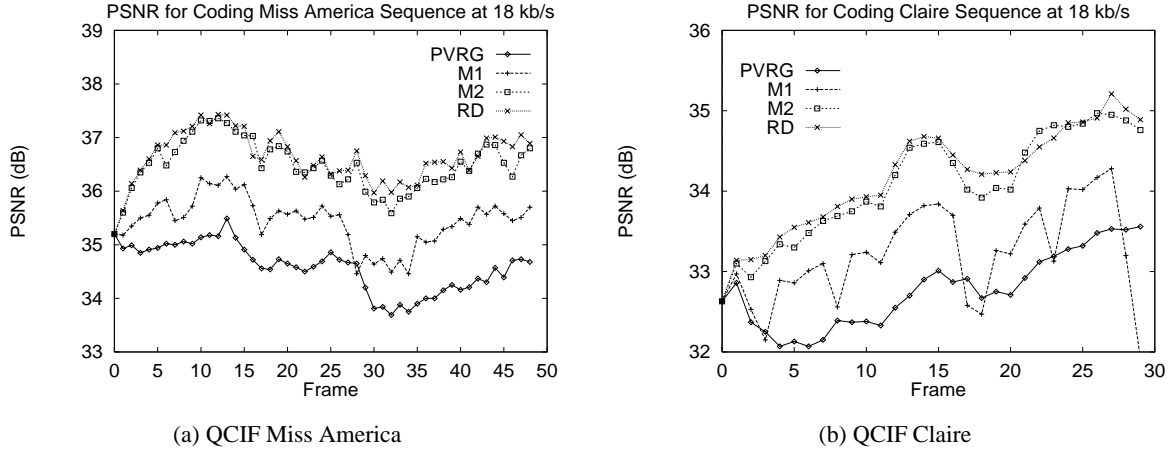 PSNR for Coding Miss America Sequence at 18 kb/s
PSNR (dB)
39
38
37
36
35
34
33
PVRG
M1
M2
RD
0 5 10 15 20 25 30 35 40 45 50
Frame
(a) QCIF Miss America
PSNR for Coding Claire Sequence at 18 kb/s
PSNR (dB)
36
35
34
33
32
PVRG
M1
M2
RD
0 5 10 15 20 25 30
Frame
(b) QCIF Claire